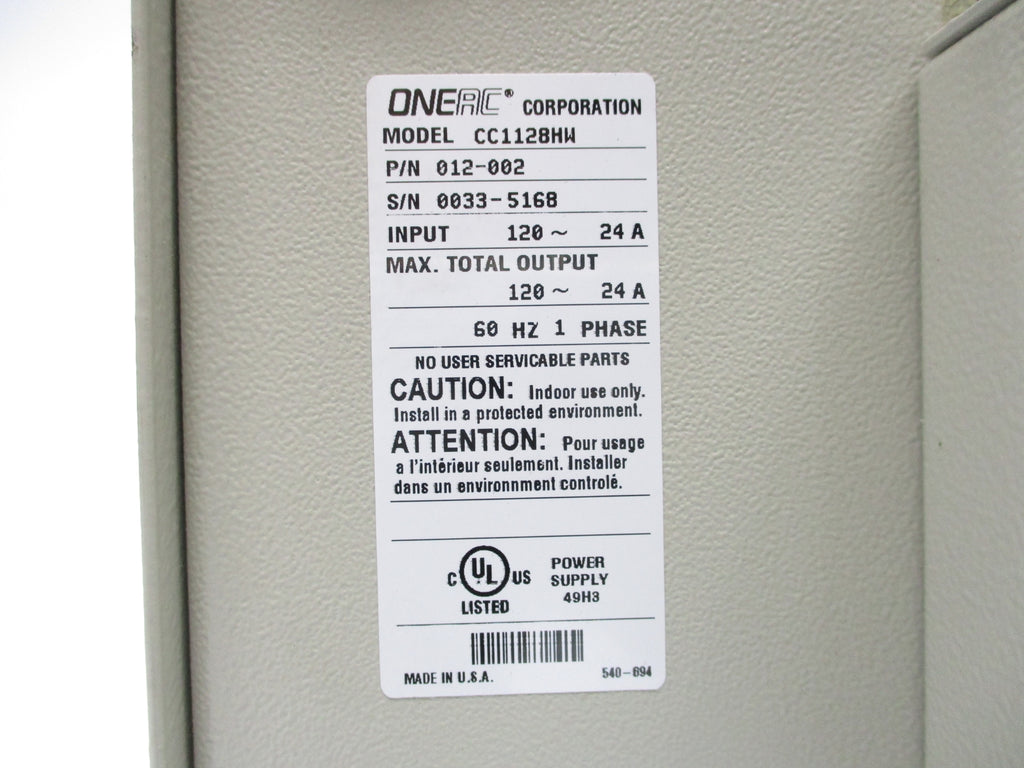 ONEAC® CORPORATION
MODEL CC1128HW
P/N 012-002
S/N 0033-5168
INPUT 120 ~ 24 A
MAX. TOTAL OUTPUT
120 ~ 24 A
60 HZ 1 PHASE
NO USER SERVICABLE PARTS
CAUTION: Indoor use only.
Install in a protected environment.
ATTENTION: Pour usage
a l'intérieur seulement. Installer
dans un environnment controlé.
C UL US
LISTED
POWER
SUPPLY
49H3
MADE IN U.S.A.
540-694